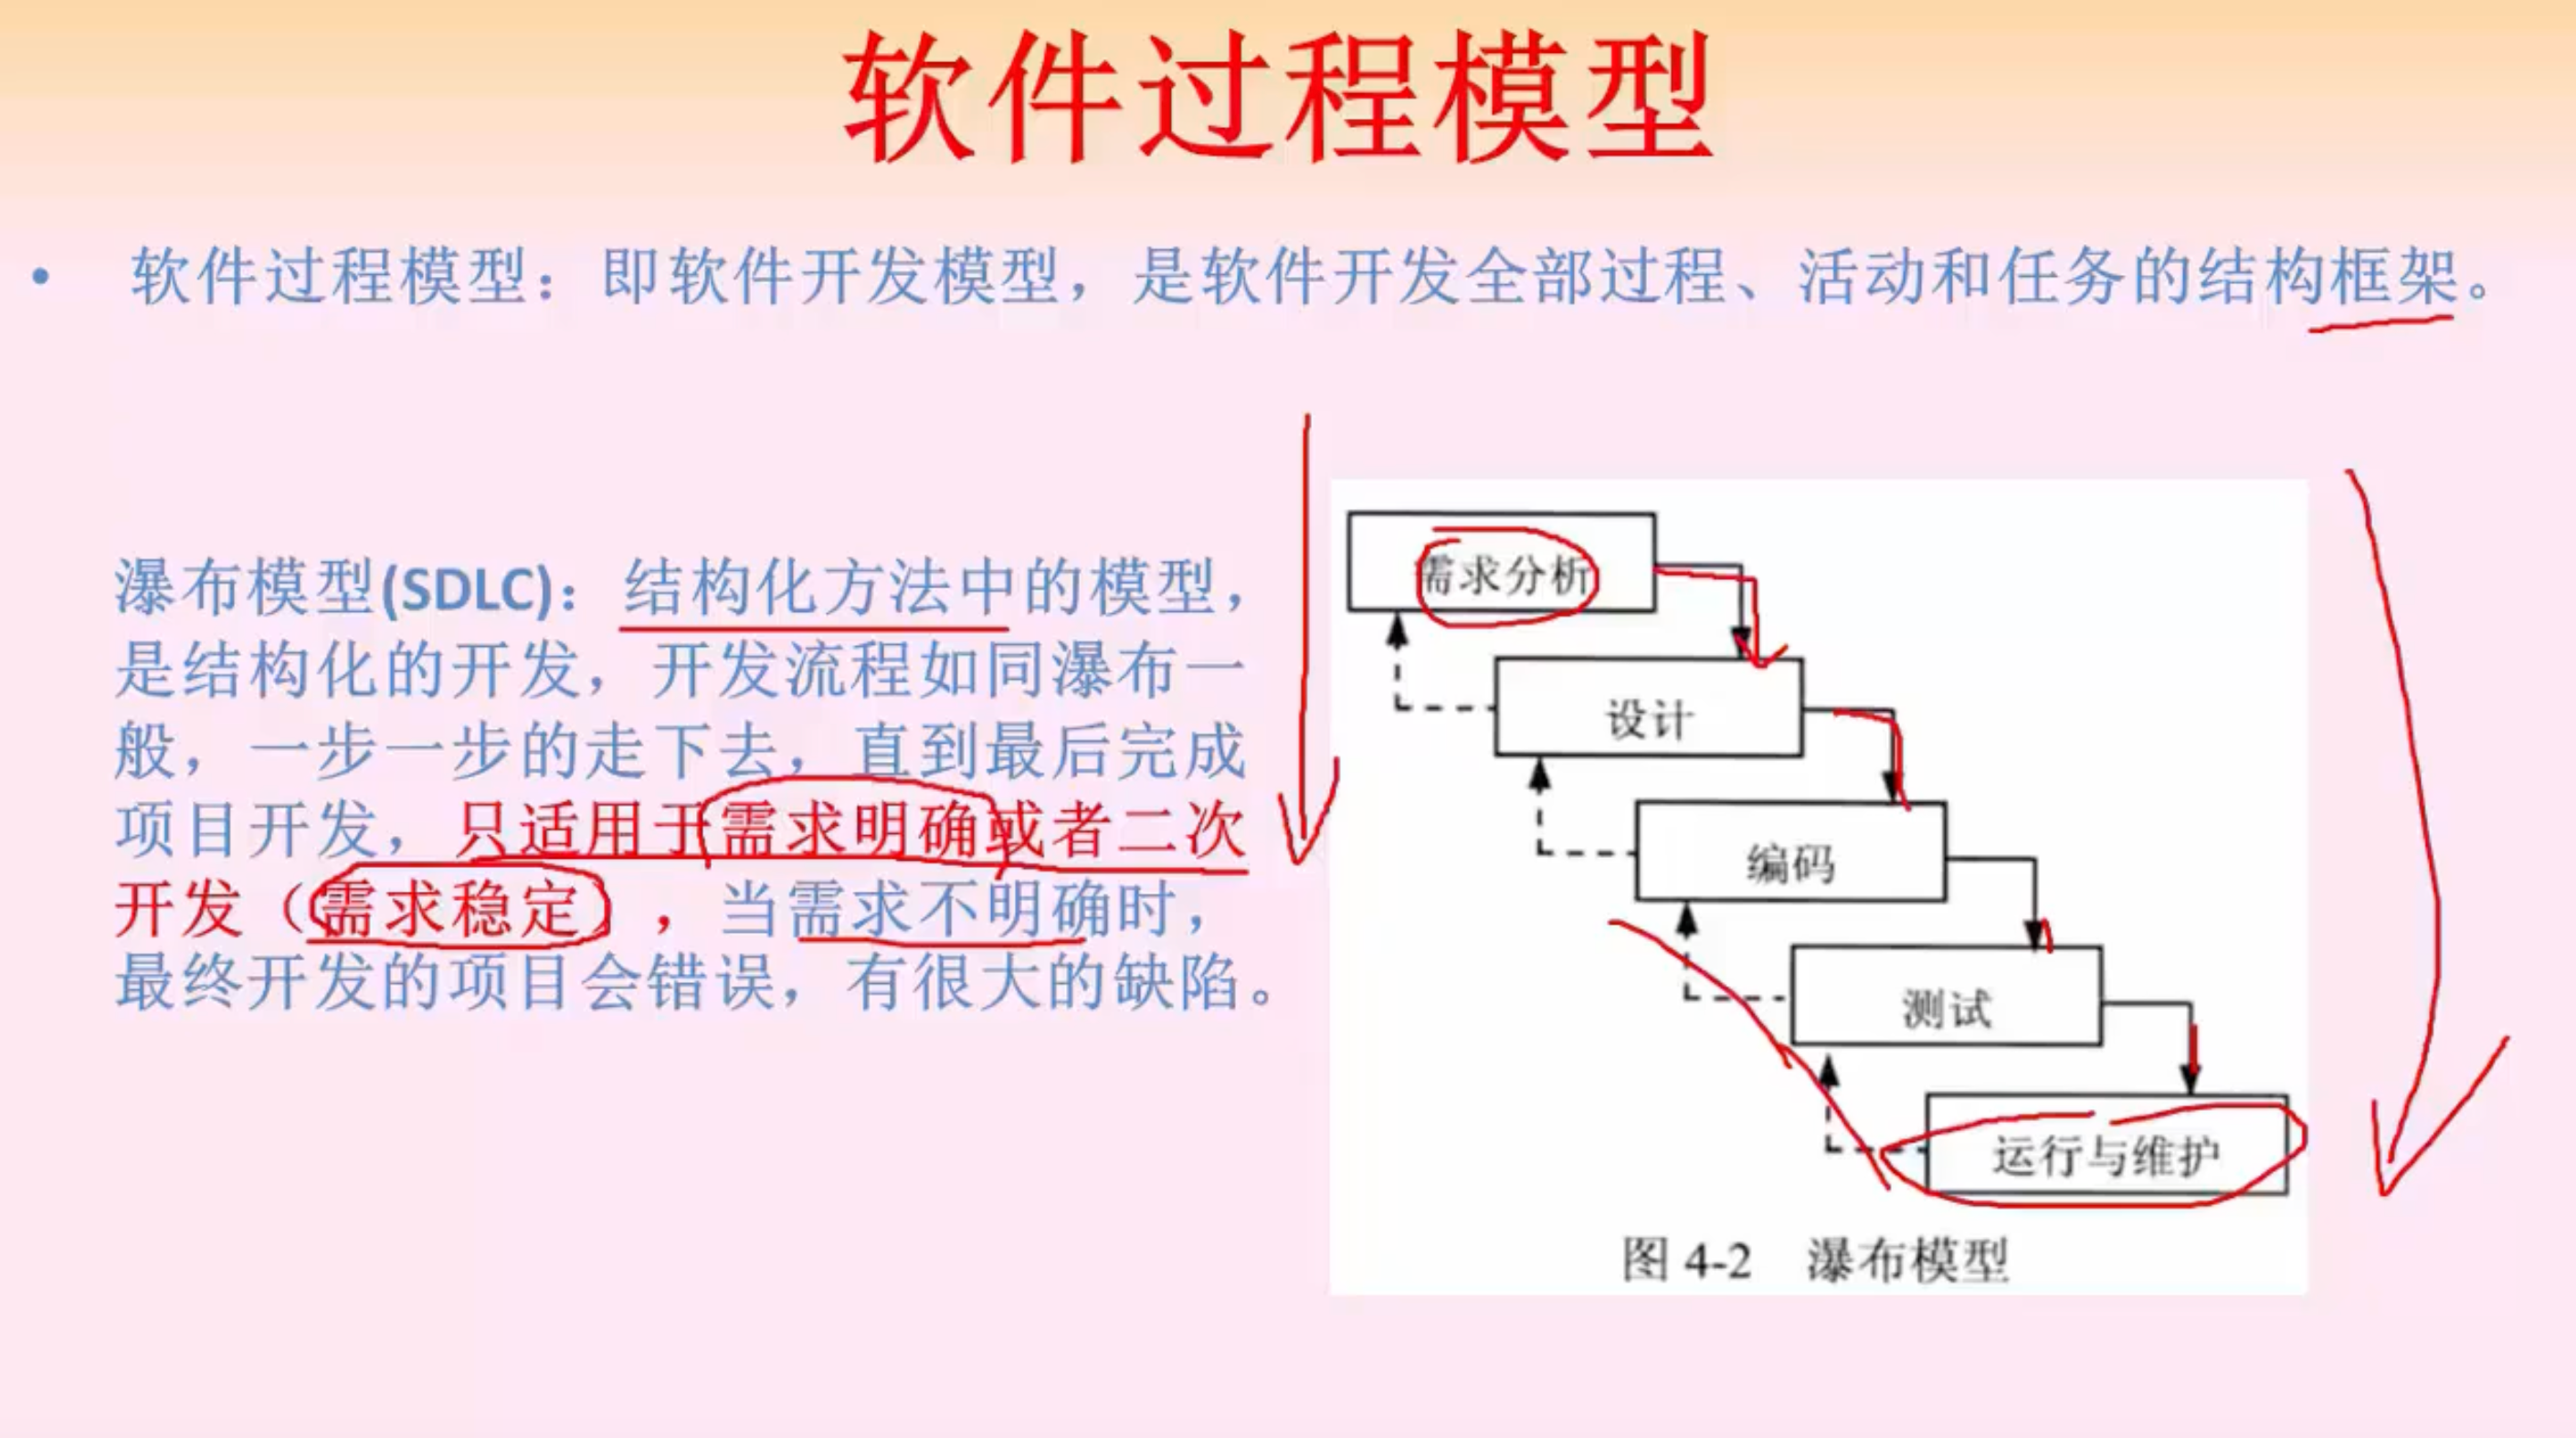 软件过程模型
• 软件过程模型：即软件开发模型，是软件开发全部过程、活动和任务的结构框架。
瀑布模型(SDLC)：结构化方法中的模型，
是结构化的开发，开发流程如同瀑布一
般，一步一步的走下去，直到最后完成
项目开发，只适用于需求明确或者二次
开发（需求稳定），当需求不明确时，
最终开发的项目会错误，有很大的缺陷。
需求分析
设计
编码
测试
运行与维护
图 4-2 瀑布模型